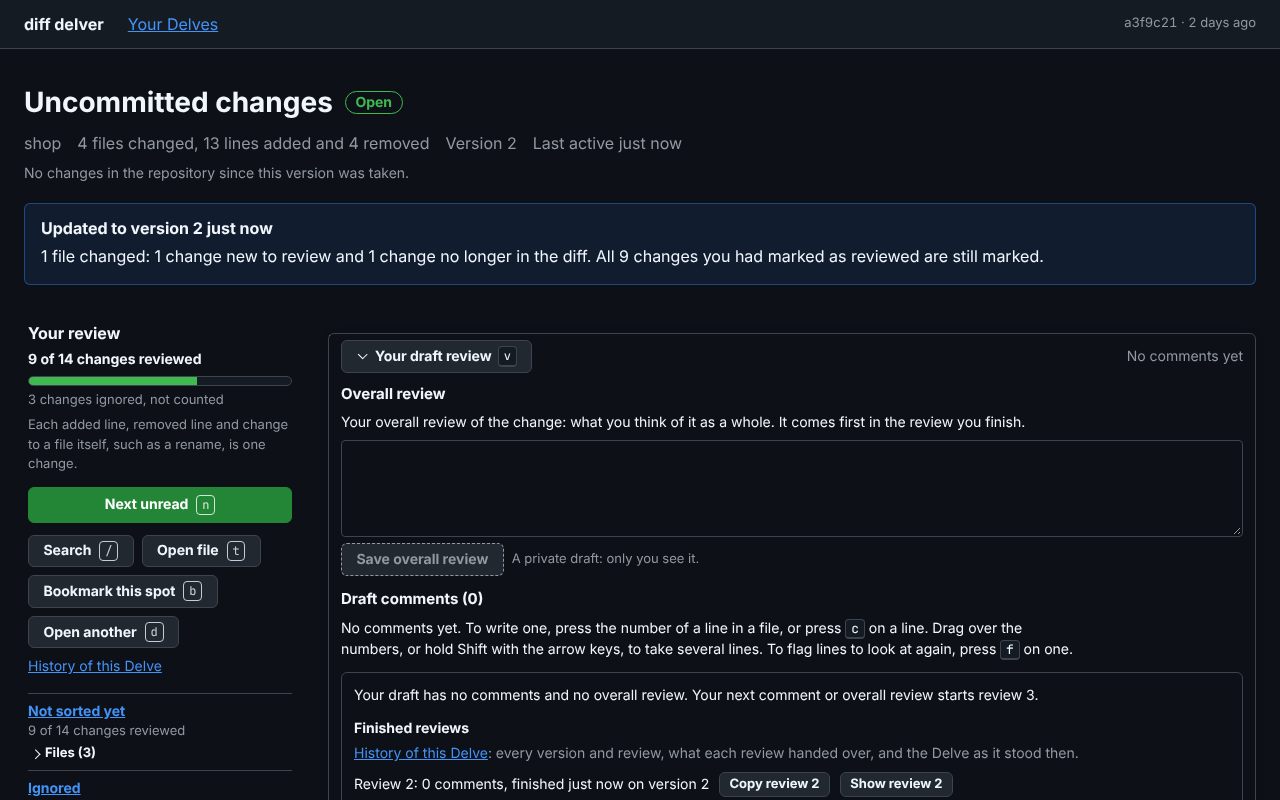 diff delver Your Delves a3f9c21 · 2 days ago
Uncommitted changes Open
shop 4 files changed, 13 lines added and 4 removed Version 2 Last active just now
No changes in the repository since this version was taken.
Updated to version 2 just now
1 file changed: 1 change new to review and 1 change no longer in the diff. All 9 changes you had marked as reviewed are still marked.
Your review
9 of 14 changes reviewed
3 changes ignored, not counted
Each added line, removed line and change
to a file itself, such as a rename, is one
change.
Next unread n
Search / Open file t
Bookmark this spot b
Open another d
History of this Delve
Not sorted yet
9 of 14 changes reviewed
Files (3)
Ignored
Your draft review v No comments yet
Overall review
Your overall review of the change: what you think of it as a whole. It comes first in the review you finish.
Save overall review A private draft: only you see it.
Draft comments (0)
No comments yet. To write one, press the number of a line in a file, or press c on a line. Drag over the
numbers, or hold Shift with the arrow keys, to take several lines. To flag lines to look at again, press f on one.
Your draft has no comments and no overall review. Your next comment or overall review starts review 3.
Finished reviews
History of this Delve: every version and review, what each review handed over, and the Delve as it stood then.
Review 2: 0 comments, finished just now on version 2 Copy review 2 Show review 2